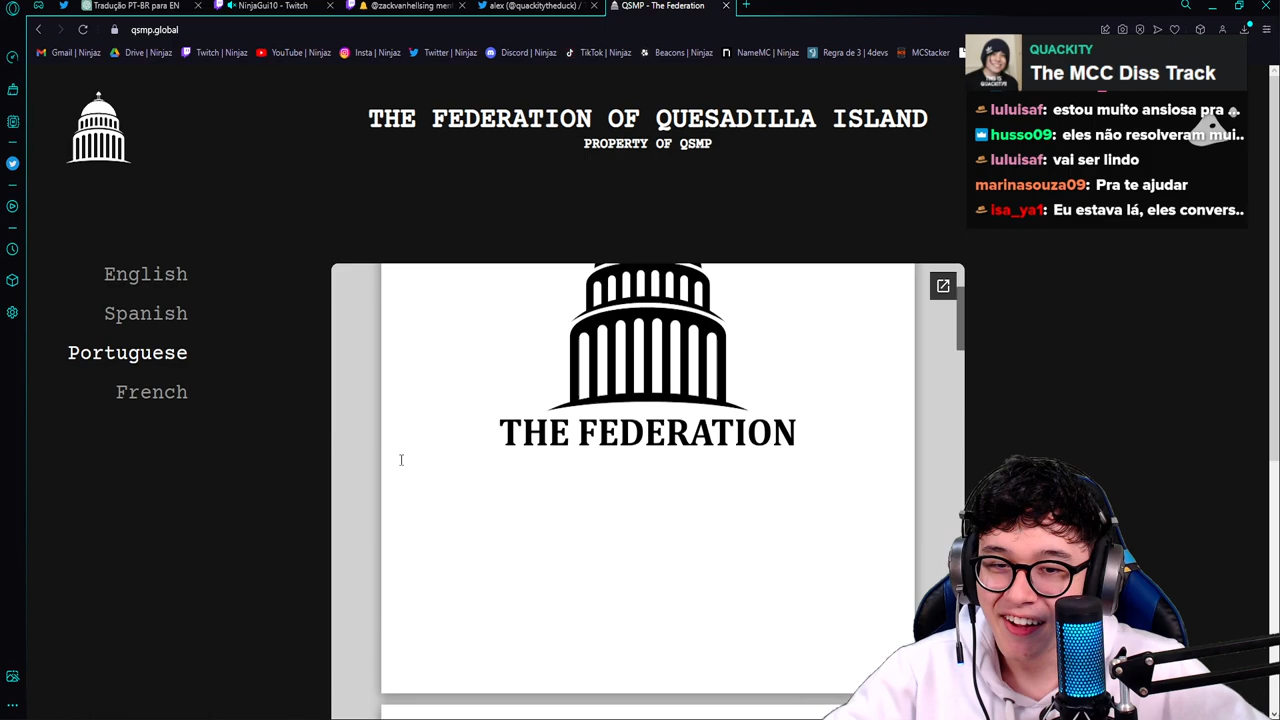 Tradução PT-BR para EN
NinjaGui10 - Twitch
@zackvanhellsing men
alex (@quackitytheduck) /
QSMP - The Federation
qsmp.global
Gmail | Ninjaz
Drive | Ninjaz
Twitch | Ninjaz
YouTube | Ninjaz
Insta | Ninjaz
Twitter | Ninjaz
Discord | Ninjaz
TikTok | Ninjaz
Beacons | Ninjaz
NameMC | Ninjaz
Regra de 3 | 4devs
MCStacker
QUACKITY
The MCC Diss Track
luluisaf: estou muito ansiosa pra
husso09: eles não resolveram mui..
luluisaf: vai ser lindo
marinasouza09: Pra te ajudar
isa_ya1: Eu estava lá, eles convers..
THE FEDERATION OF QUESADILLA ISLAND
PROPERTY OF QSMP
English
Spanish
Portuguese
French
THE FEDERATION